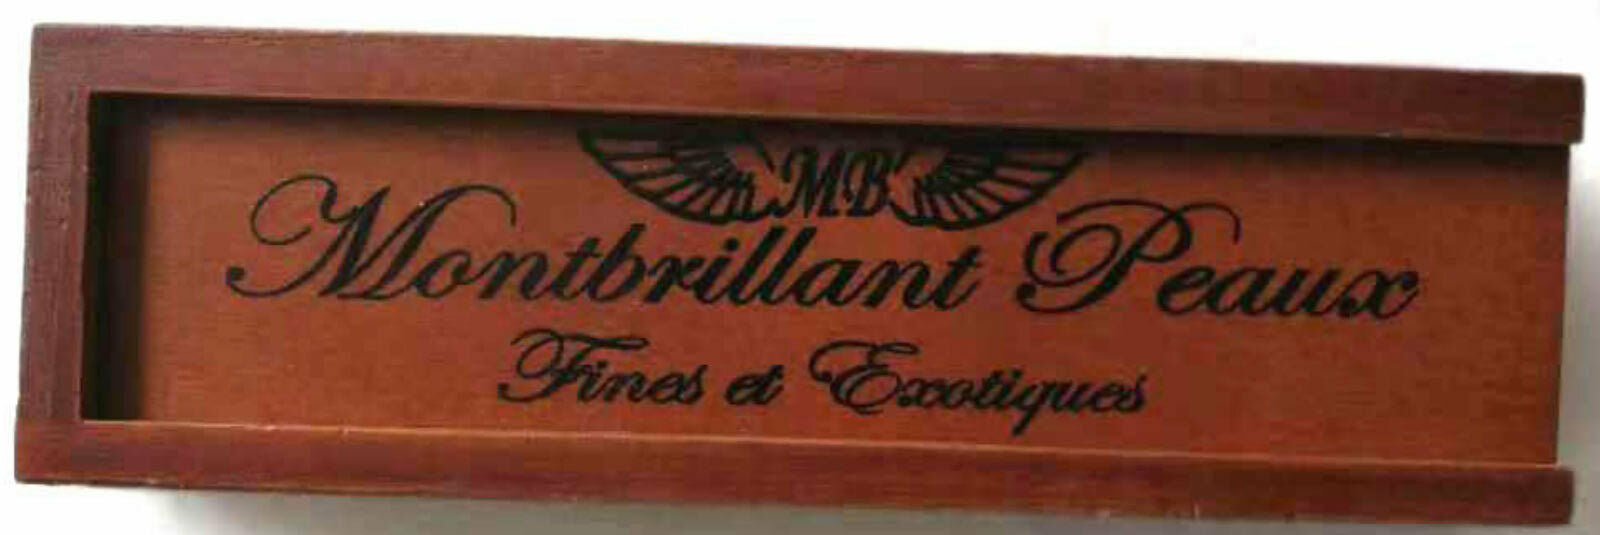 MB
Montbrillant Peaux
Fines et Exotiques